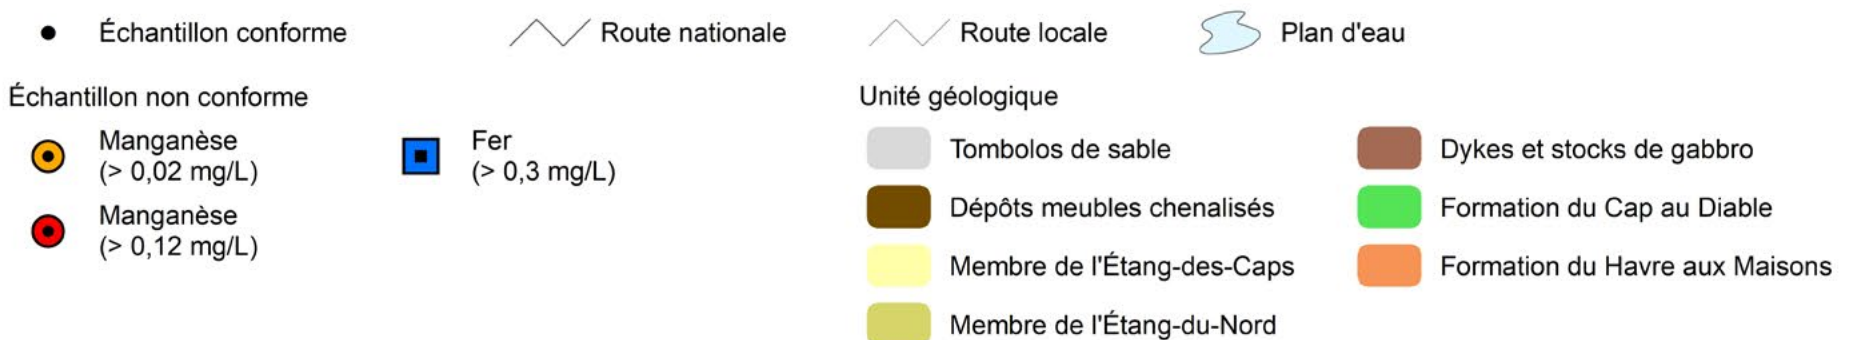 Échantillon conforme
Route nationale
Route locale
Plan d'eau
Échantillon non conforme
Manganèse
(> 0,02 mg/L)
Manganèse
(> 0,12 mg/L)
Fer
(> 0,3 mg/L)
Unité géologique
Tombolos de sable
Dépôts meubles chenalisés
Membre de l'Étang-des-Caps
Membre de l'Étang-du-Nord
Dykes et stocks de gabbro
Formation du Cap au Diable
Formation du Havre aux Maisons